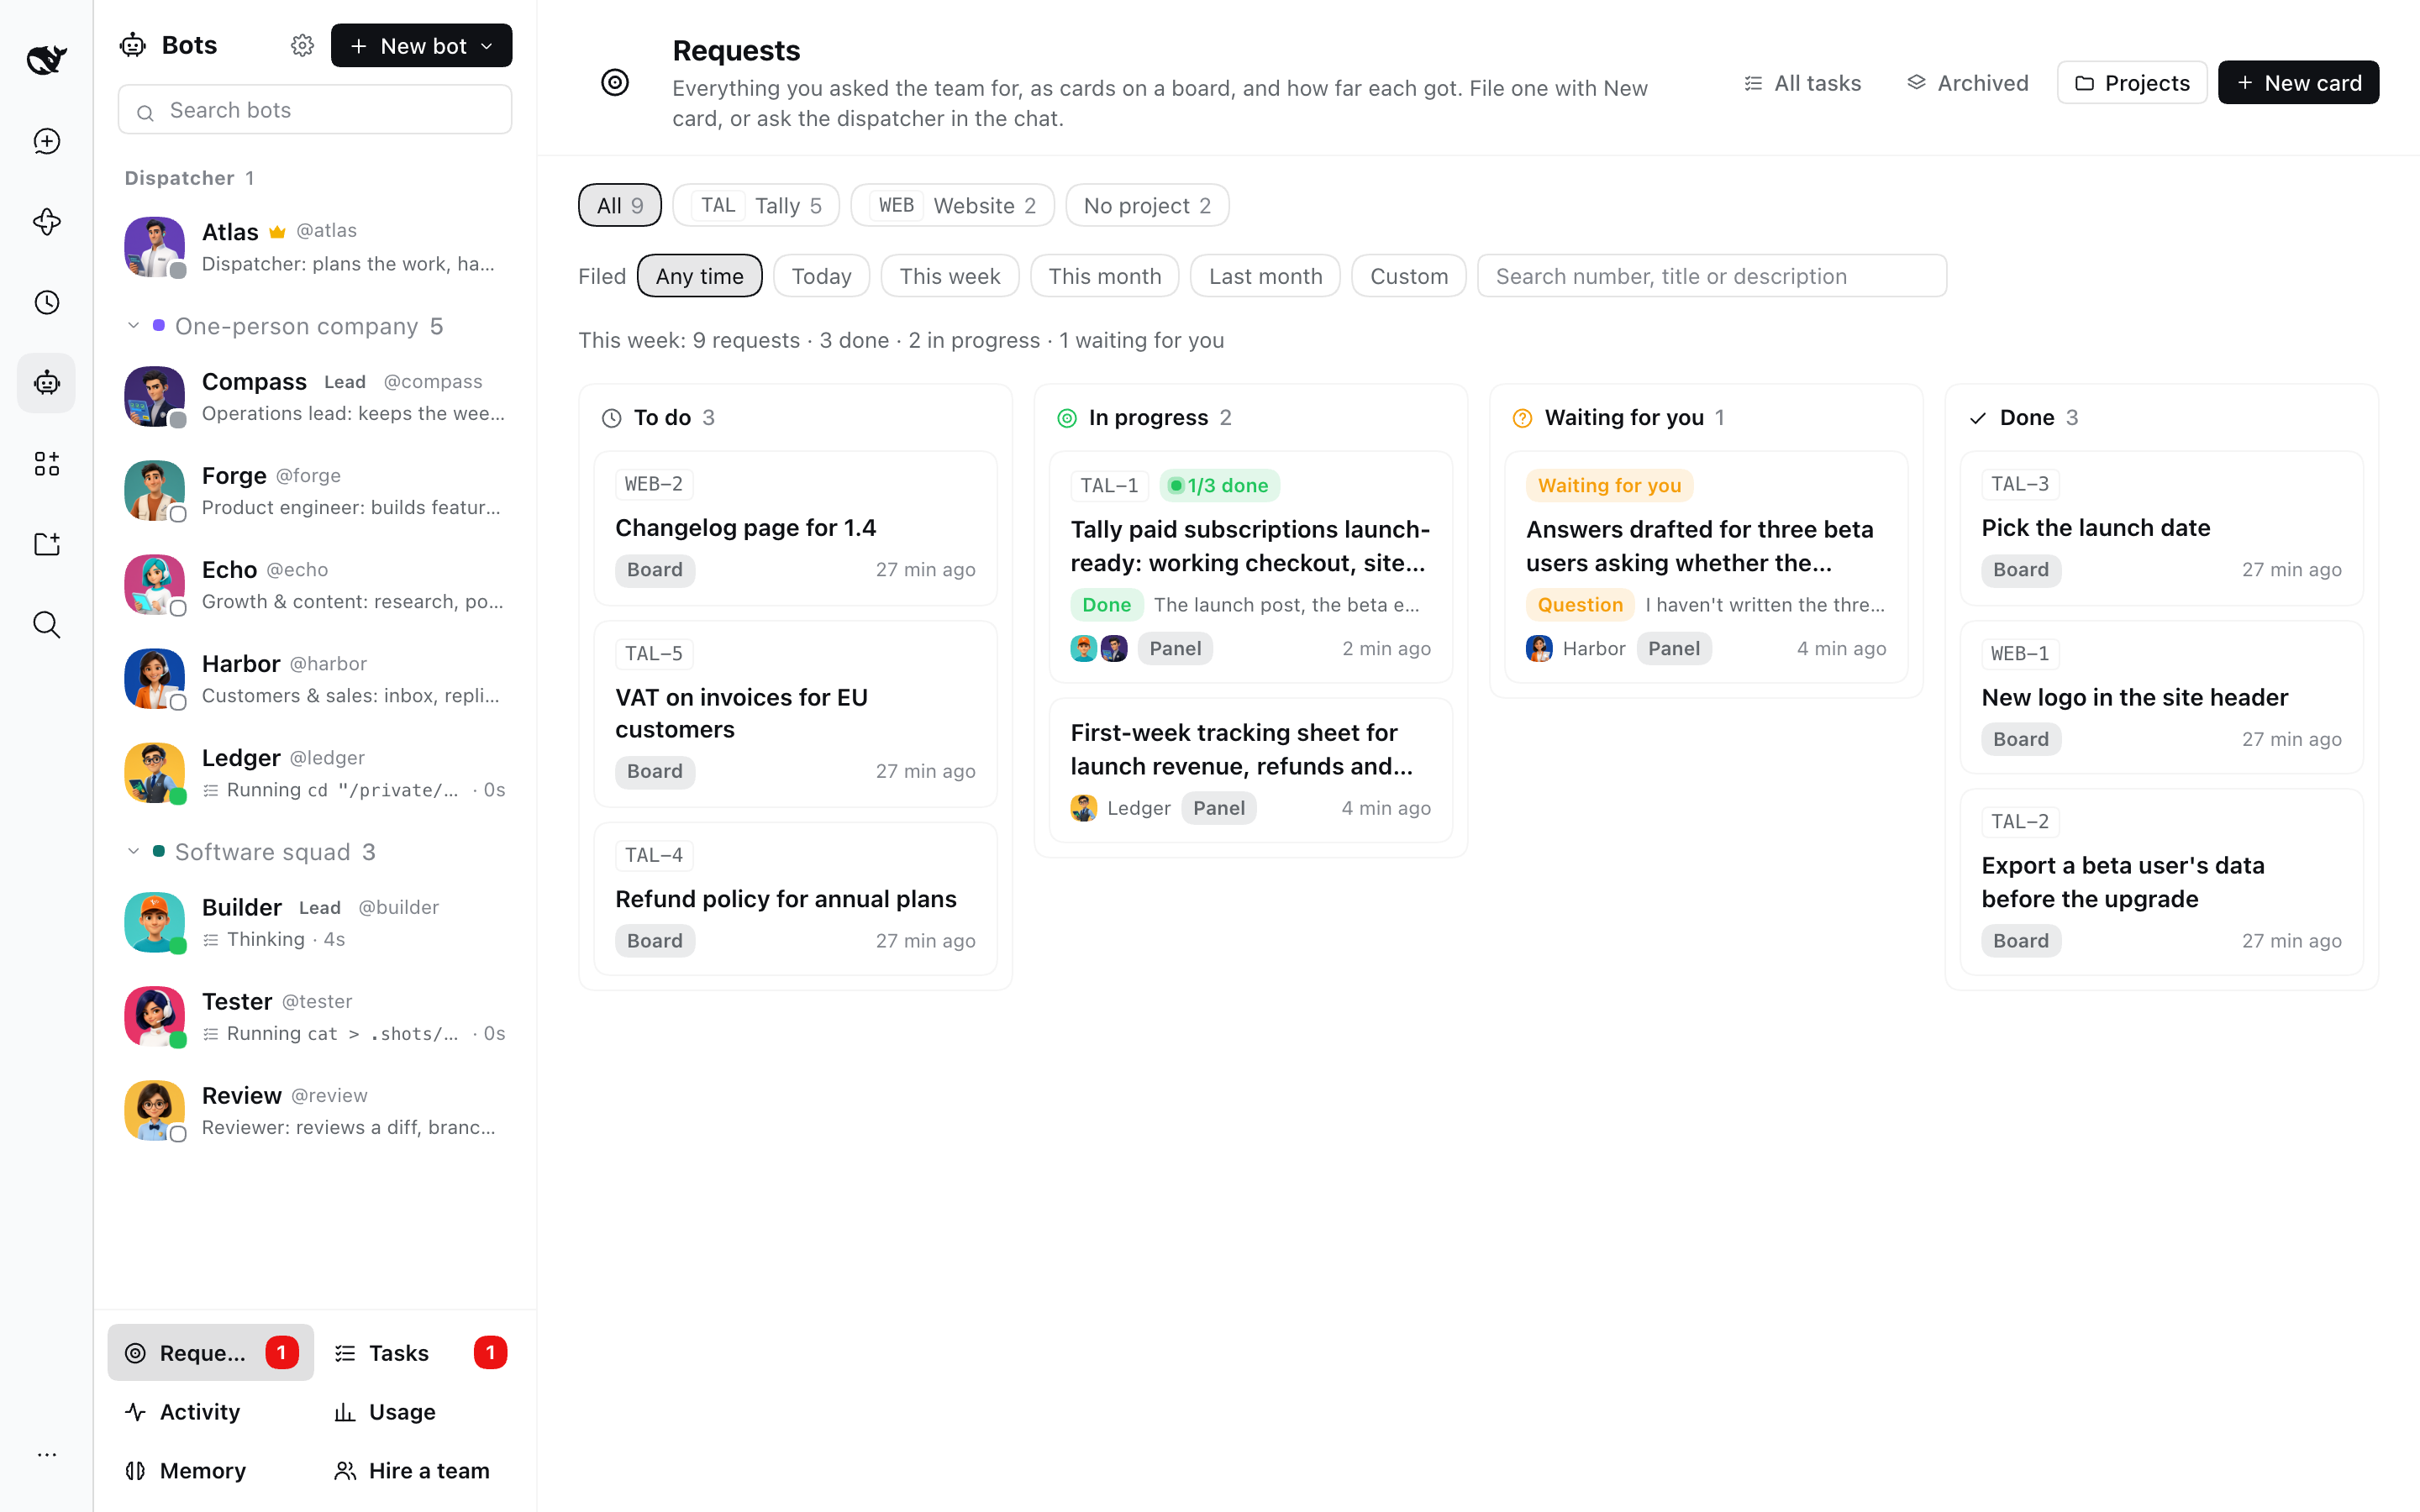 Bots
New bot
Search bots
Dispatcher 1
Atlas @atlas
Dispatcher: plans the work, ha...
One-person company 5
Compass Lead @compass
Operations lead: keeps the wee...
Forge @forge
Product engineer: builds featur...
Echo @echo
Growth & content: research, po...
Harbor @harbor
Customers & sales: inbox, repli...
Ledger @ledger
Running cd "/private/... · 0s
Software squad 3
Builder Lead @builder
Thinking · 4s
Tester @tester
Running cat > .shots/... · 0s
Review @review
Reviewer: reviews a diff, branc...
Reque... 1
Tasks 1
Activity
Usage
Memory
Hire a team
Requests
Everything you asked the team for, as cards on a board, and how far each got. File one with New
card, or ask the dispatcher in the chat.
All tasks
Archived
Projects
New card
All 9
TAL Tally 5
WEB Website 2
No project 2
Filed Any time Today This week This month Last month Custom Search number, title or description
This week: 9 requests · 3 done · 2 in progress · 1 waiting for you
To do 3
WEB-2
Changelog page for 1.4
Board 27 min ago
TAL-5
VAT on invoices for EU
customers
Board 27 min ago
TAL-4
Refund policy for annual plans
Board 27 min ago
In progress 2
TAL-1 1/3 done
Tally paid subscriptions launch-
ready: working checkout, site...
Done The launch post, the beta e...
Panel 2 min ago
First-week tracking sheet for
launch revenue, refunds and...
Ledger Panel 4 min ago
Waiting for you 1
Waiting for you
Answers drafted for three beta
users asking whether the...
Question I haven't written the thre...
Harbor Panel 4 min ago
Done 3
TAL-3
Pick the launch date
Board 27 min ago
WEB-1
New logo in the site header
Board 27 min ago
TAL-2
Export a beta user's data
before the upgrade
Board 27 min ago